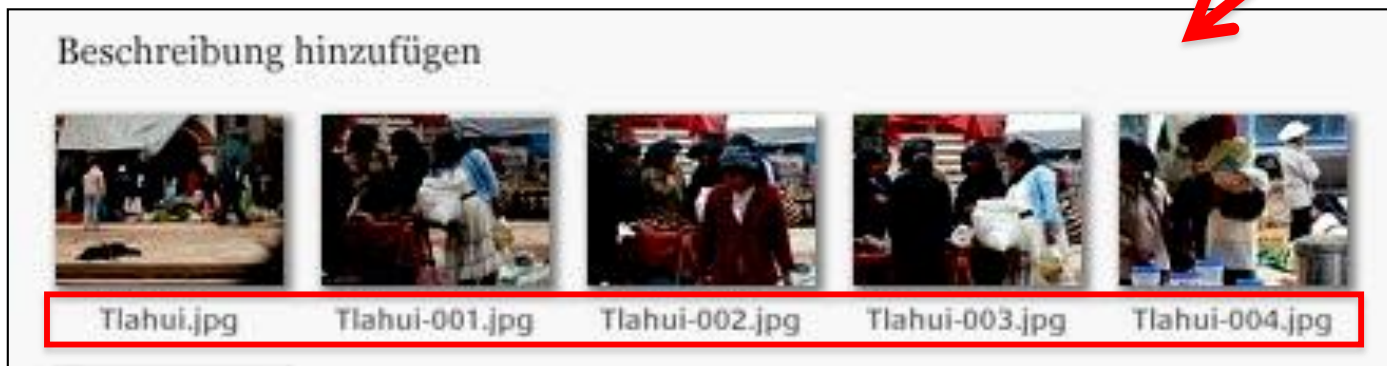 Beschreibung hinzufügen
Tlahui.jpg Tlahui-001.jpg Tlahui-002.jpg Tlahui-003.jpg Tlahui-004.jpg